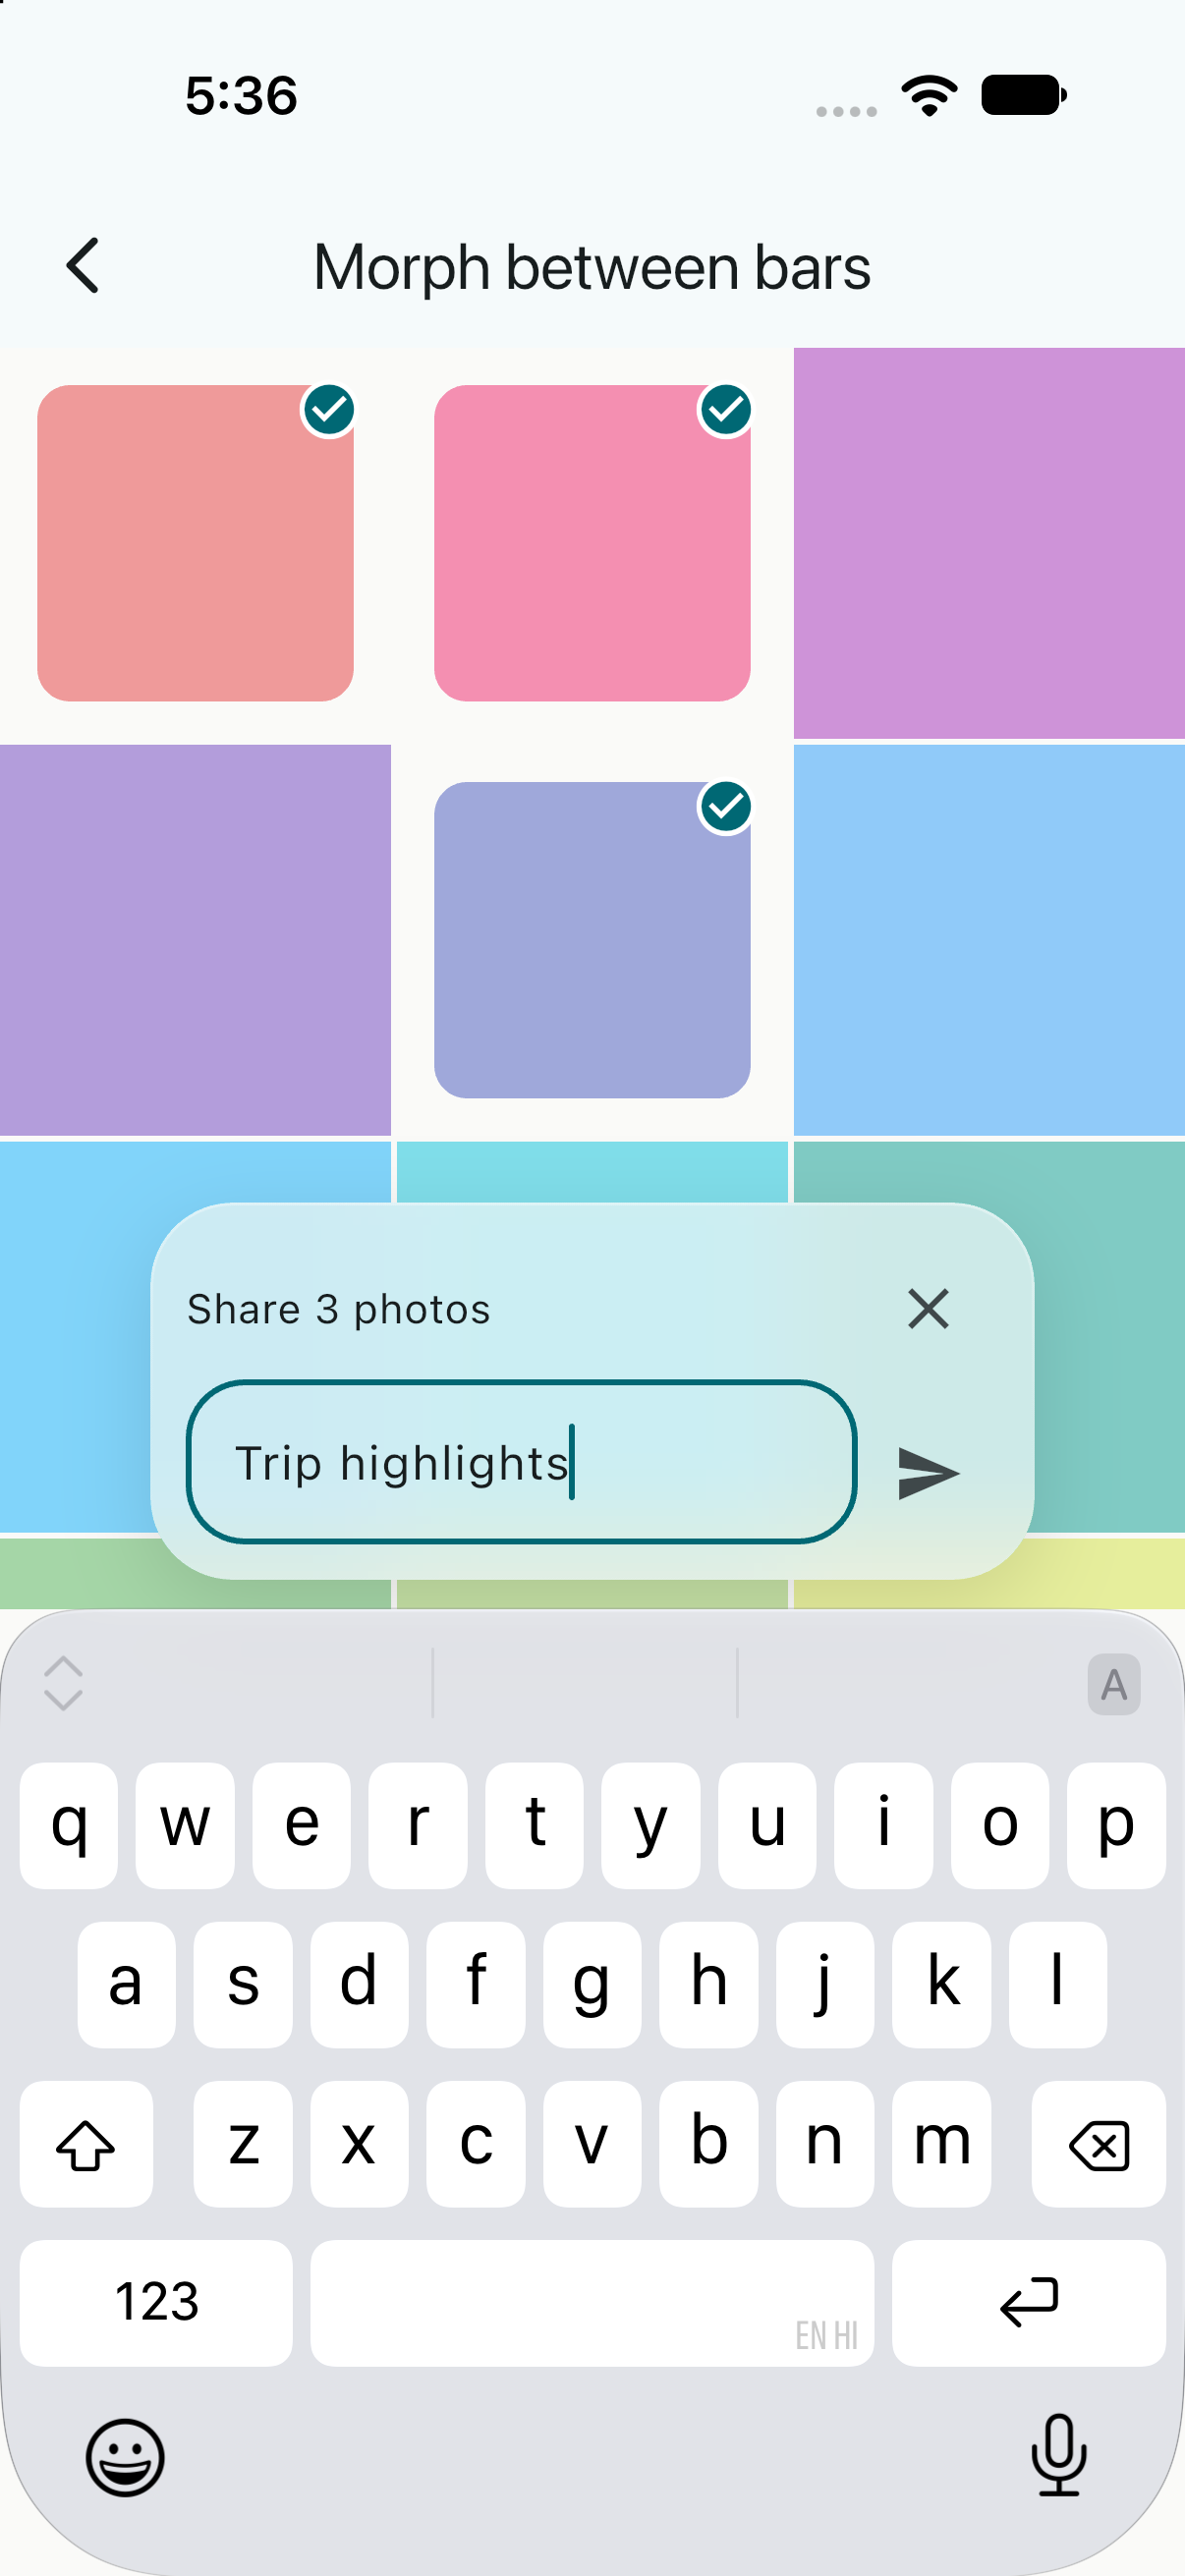 5:36
Morph between bars
Share 3 photos
Trip highlights
A
q w e r t y u i o p
a s d f g h j k l
z x c v b n m
123
EN HI